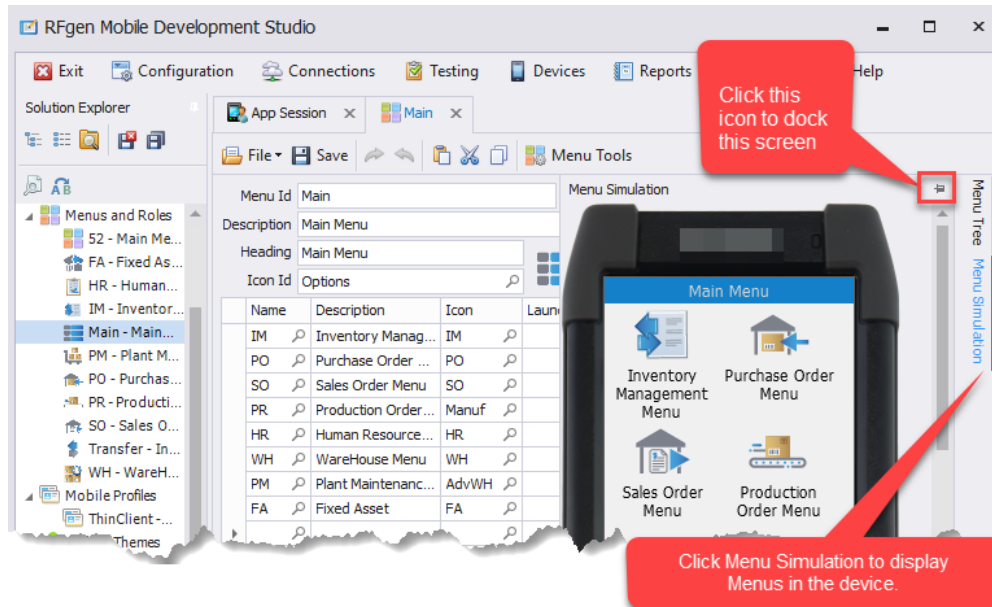 RFgen Mobile Development Studio
Exit Configuration Connections Testing Devices Reports Help
Click this
icon to dock
this screen
Solution Explorer
App Session x Main x
File Save Menu Tools
Menus and Roles
52 - Main Me...
FA - Fixed As...
HR - Human...
IM - Inventor...
Main - Main...
PM - Plant M...
PO - Purchas...
PR - Producti...
SO - Sales O...
Transfer - In...
WH - WareH...
Mobile Profiles
ThinClient -...
Themes
Menu Id Main
Description Main Menu
Heading Main Menu
Icon Id Options
Name Description Icon
IM Inventory Manag... IM
PO Purchase Order ... PO
SO Sales Order Menu SO
PR Production Order... Manuf
HR Human Resource... HR
WH WareHouse Menu WH
PM Plant Maintenanc... AdvWH
FA Fixed Asset FA
Menu Simulation
Main Menu
Inventory
Management
Menu
Purchase Order
Menu
Sales Order
Menu
Production
Order Menu
Menu Tree
Menu Simulation
Click Menu Simulation to display
Menus in the device.